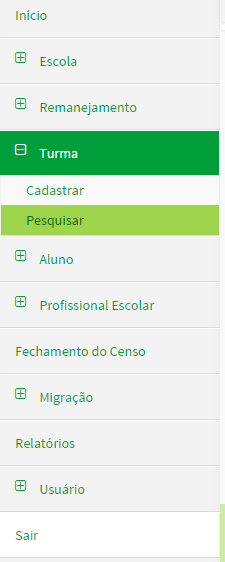 Início
Escola
Remanejamento
Turma
Cadastrar
Pesquisar
Aluno
Profissional Escolar
Fechamento do Censo
Migração
Relatórios
Usuário
Sair